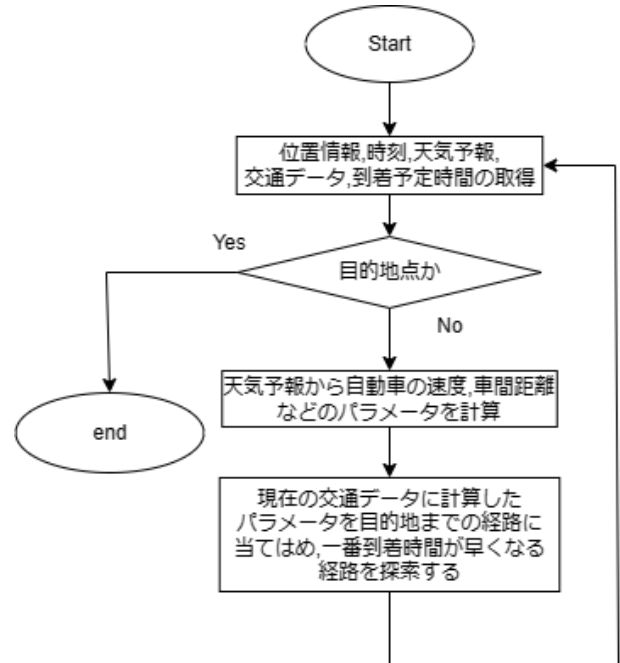 Start
位置情報,時刻,天気予報,
交通データ,到着予定時間の取得
Yes
目的地点か
No
天気予報から自動車の速度,車間距離
などのパラメータを計算
end
現在の交通データに計算した
パラメータを目的地までの経路に
当てはめ,一番到着時間が早くなる
経路を探索する